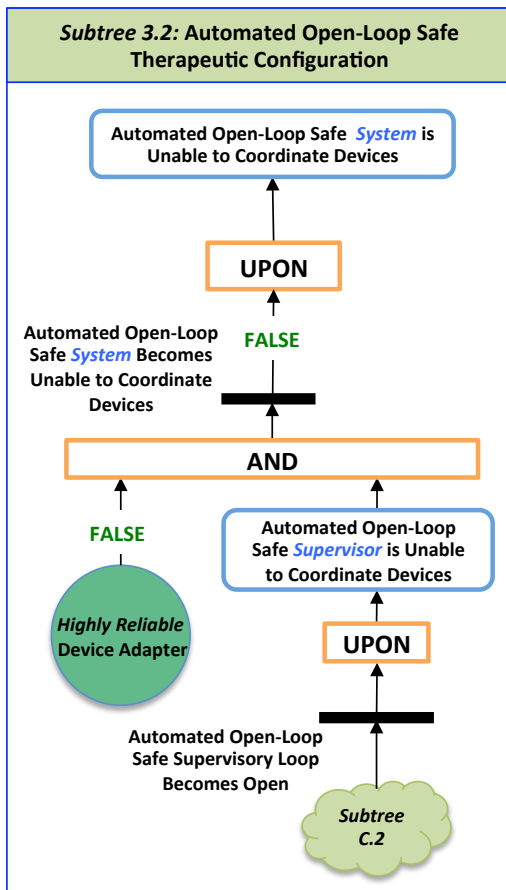 Subtree 3.2: Automated Open-Loop Safe
Therapeutic Configuration
Automated Open-Loop Safe System is
Unable to Coordinate Devices
UPON
FALSE
Automated Open-Loop
Safe System Becomes
Unable to Coordinate
Devices
AND
FALSE
Automated Open-Loop
Safe Supervisor is Unable
to Coordinate Devices
Highly Reliable
Device Adapter
UPON
Automated Open-Loop
Safe Supervisory Loop
Becomes Open
Subtree
C.2